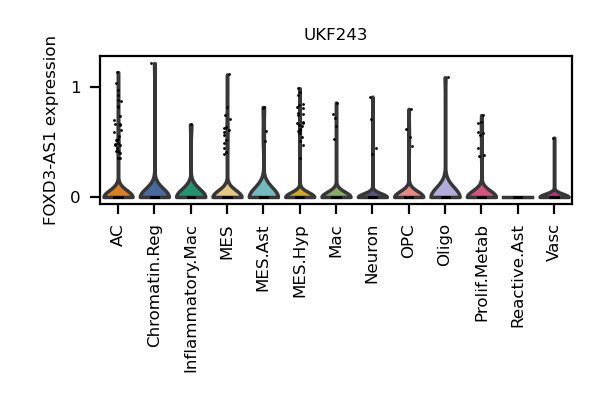 UKF243
FOXD3-AS1 expression
1
0
AC
Chromatin.Reg
Inflammatory.Mac
MES
MES.Ast
MES.Hyp
Mac
Neuron
OPC
Oligo
Prolif.Metab
Reactive.Ast
Vasc